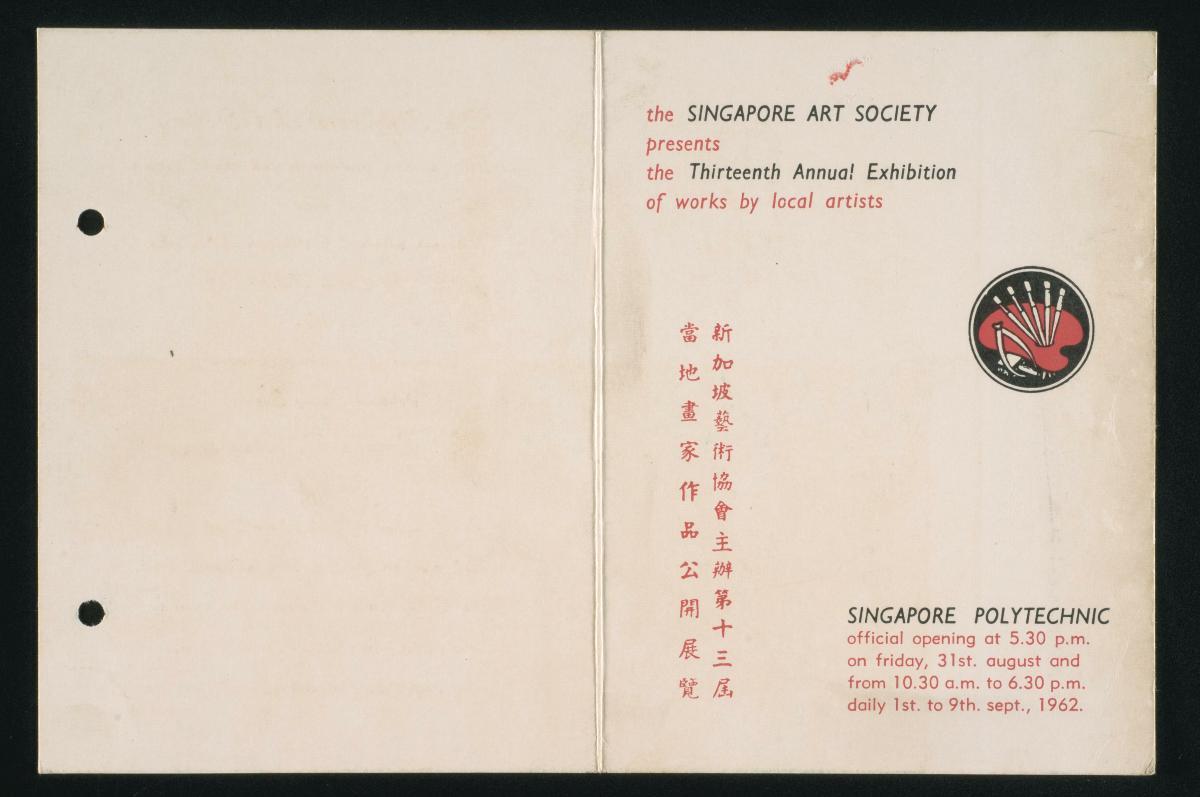 the SINGAPORE ART SOCIETY
presents
the Thirteenth Annual Exhibition
of works by local artists
新加坡藝術協會主辦第十三屆
當地畫家作品公開展覽
SINGAPORE POLYTECHNIC
official opening at 5.30 p.m.
on friday, 31st. august and
from 10.30 a.m. to 6.30 p.m.
daily 1st. to 9th. sept., 1962.